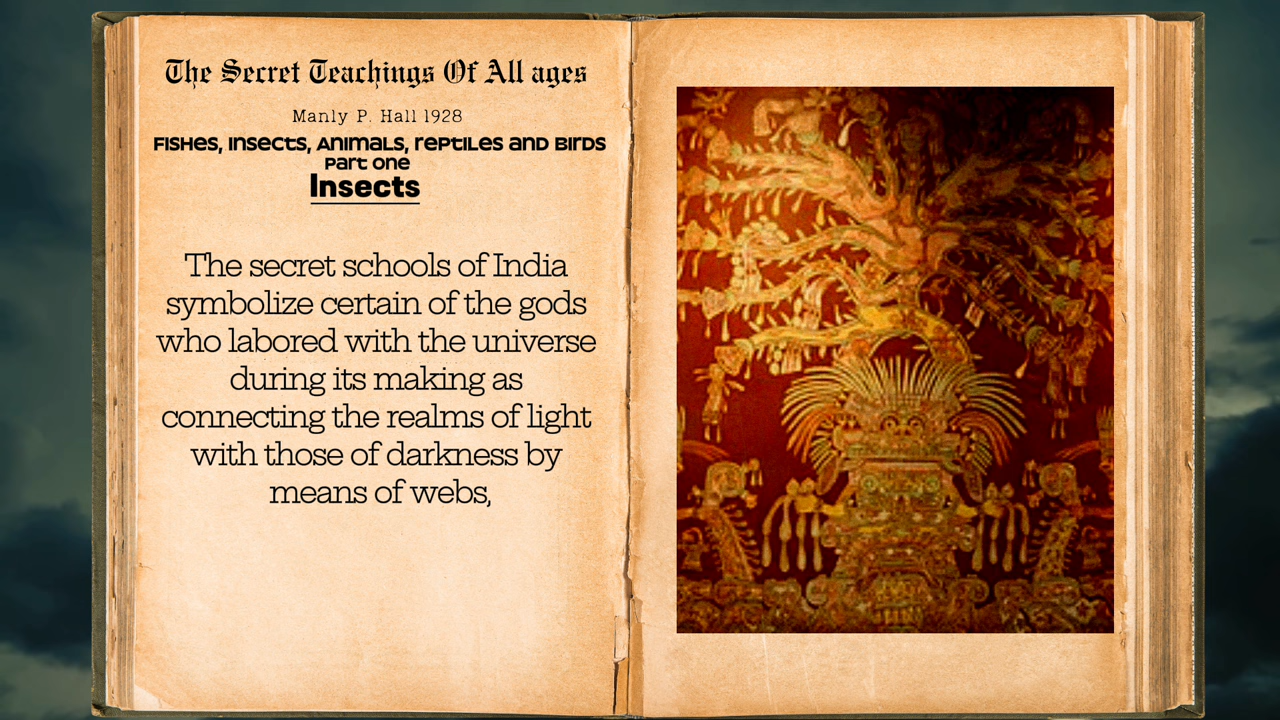 The Secret Teachings Of All ages
Manly P. Hall 1928
Fishes, Insects, Animals, reptiles and Birds
Part one
Insects
The secret schools of India
symbolize certain of the gods
who labored with the universe
during its making as
connecting the realms of light
with those of darkness by
means of webs,